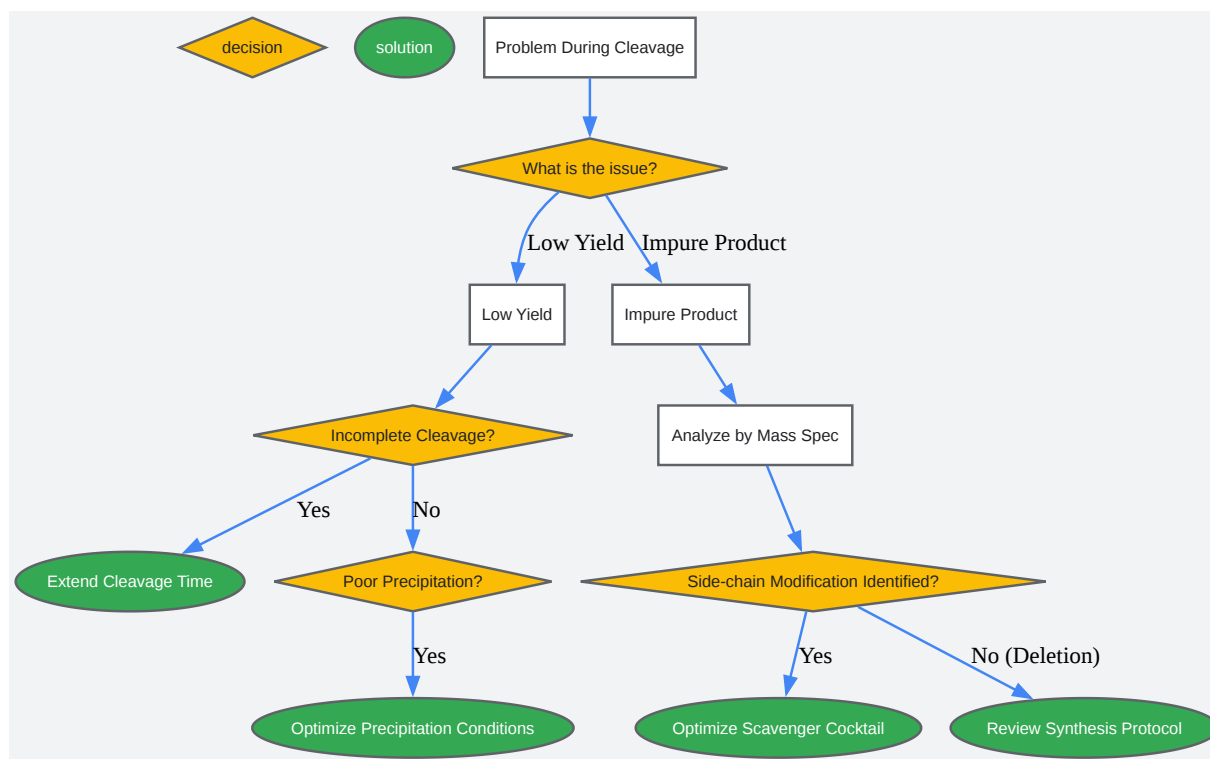 decision
solution
Problem During Cleavage
What is the issue?
Low Yield
Impure Product
Low Yield
Impure Product
Incomplete Cleavage?
Analyze by Mass Spec
Yes
No
Extend Cleavage Time
Poor Precipitation?
Side-chain Modification Identified?
Yes
Yes
No (Deletion)
Optimize Precipitation Conditions
Optimize Scavenger Cocktail
Review Synthesis Protocol